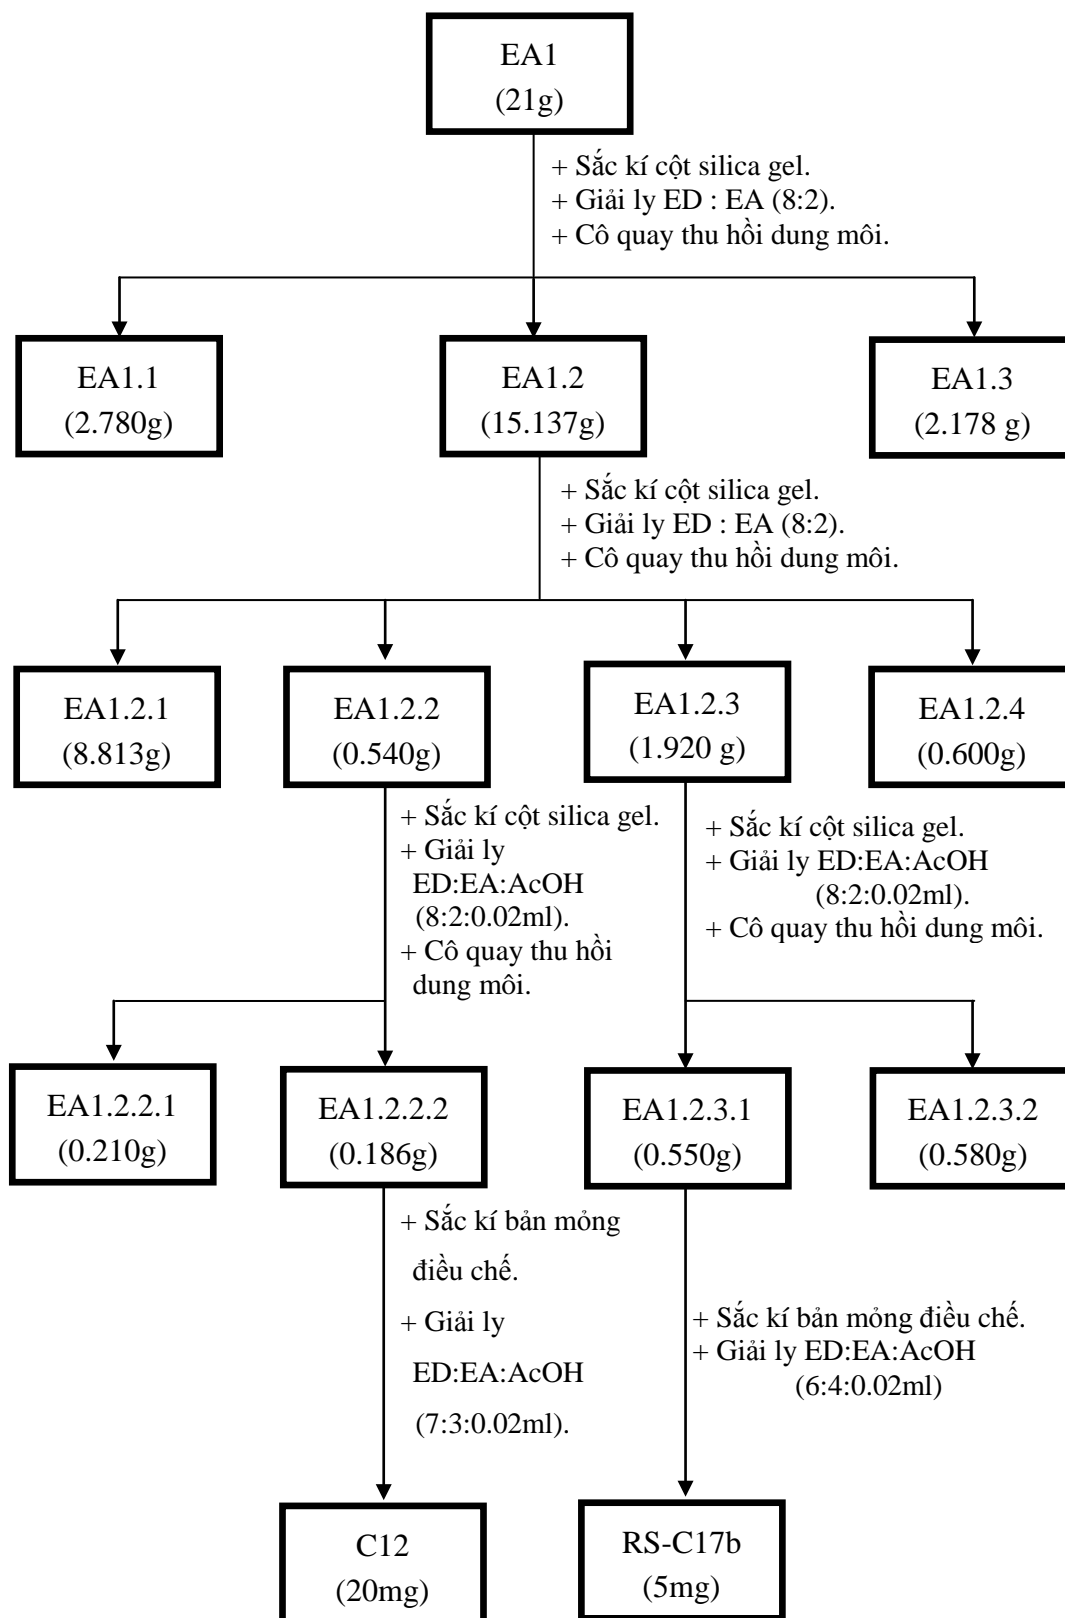 EA1
(21g)
+ Sắc kí cột silica gel.
+ Giải ly ED : EA (8:2).
+ Cô quay thu hồi dung môi.
EA1.1
(2.780g)
EA1.2
(15.137g)
EA1.3
(2.178 g)
+ Sắc kí cột silica gel.
+ Giải ly ED : EA (8:2).
+ Cô quay thu hồi dung môi.
EA1.2.1
(8.813g)
EA1.2.2
(0.540g)
EA1.2.3
(1.920 g)
EA1.2.4
(0.600g)
+ Sắc kí cột silica gel.
+ Giải ly
ED:EA:AcOH
(8:2:0.02ml).
+ Cô quay thu hồi
dung môi.
+ Sắc kí cột silica gel.
+ Giải ly ED:EA:AcOH
(8:2:0.02ml).
+ Cô quay thu hồi dung môi.
EA1.2.2.1
(0.210g)
EA1.2.2.2
(0.186g)
EA1.2.3.1
(0.550g)
EA1.2.3.2
(0.580g)
+ Sắc kí bản mỏng
điều chế.
+ Giải ly
ED:EA:AcOH
(7:3:0.02ml).
+ Sắc kí bản mỏng điều chế.
+ Giải ly ED:EA:AcOH
(6:4:0.02ml)
C12
(20mg)
RS-C17b
(5mg)